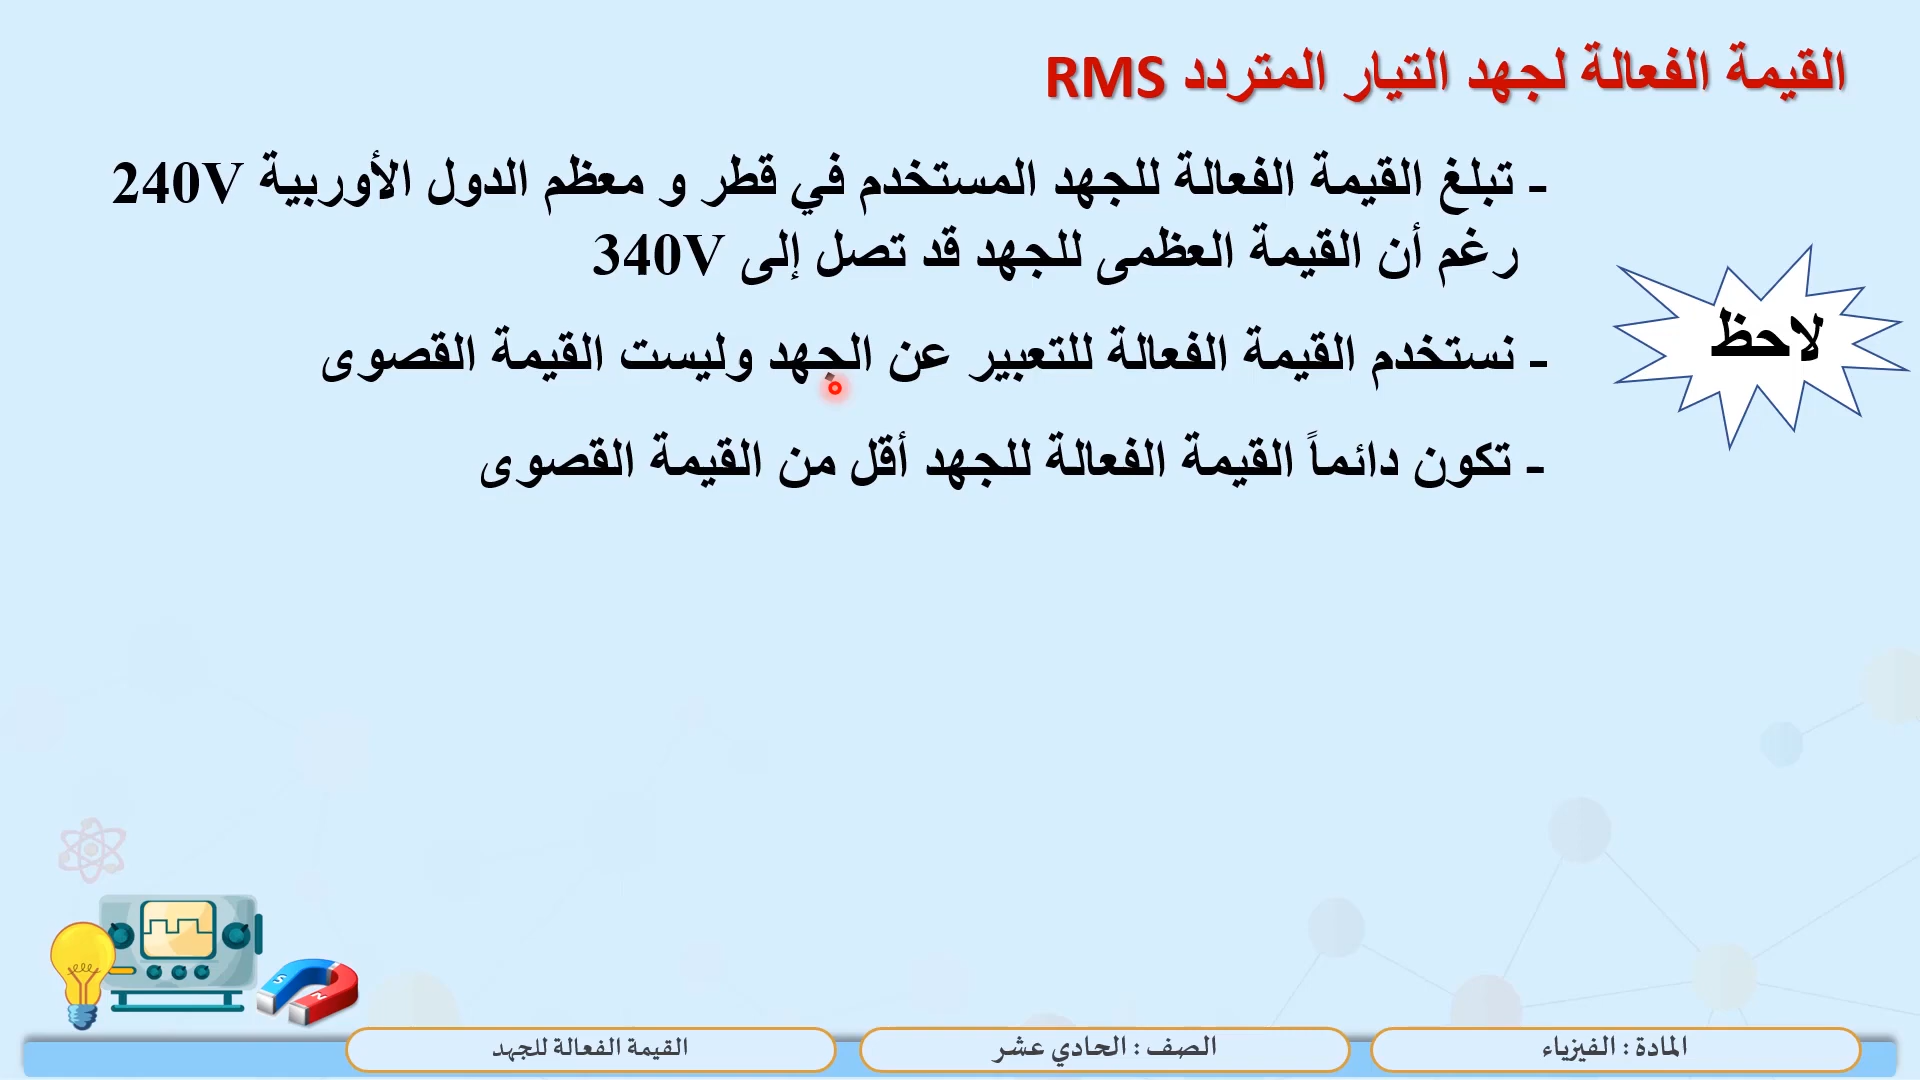 القيمة الفعالة لجهد التيار المتردد RMS
- تبلغ القيمة الفعالة للجهد المستخدم في قطر و معظم الدول الأوربية 240V
رغم أن القيمة العظمى للجهد قد تصل إلى 340V
لاحظ
- نستخدم القيمة الفعالة للتعبير عن الجهد وليست القيمة القصوى
- تكون دائماً القيمة الفعالة للجهد أقل من القيمة القصوى
S
N
المادة : الفيزياء
الصف : الحادي عشر
القيمة الفعالة للجهد